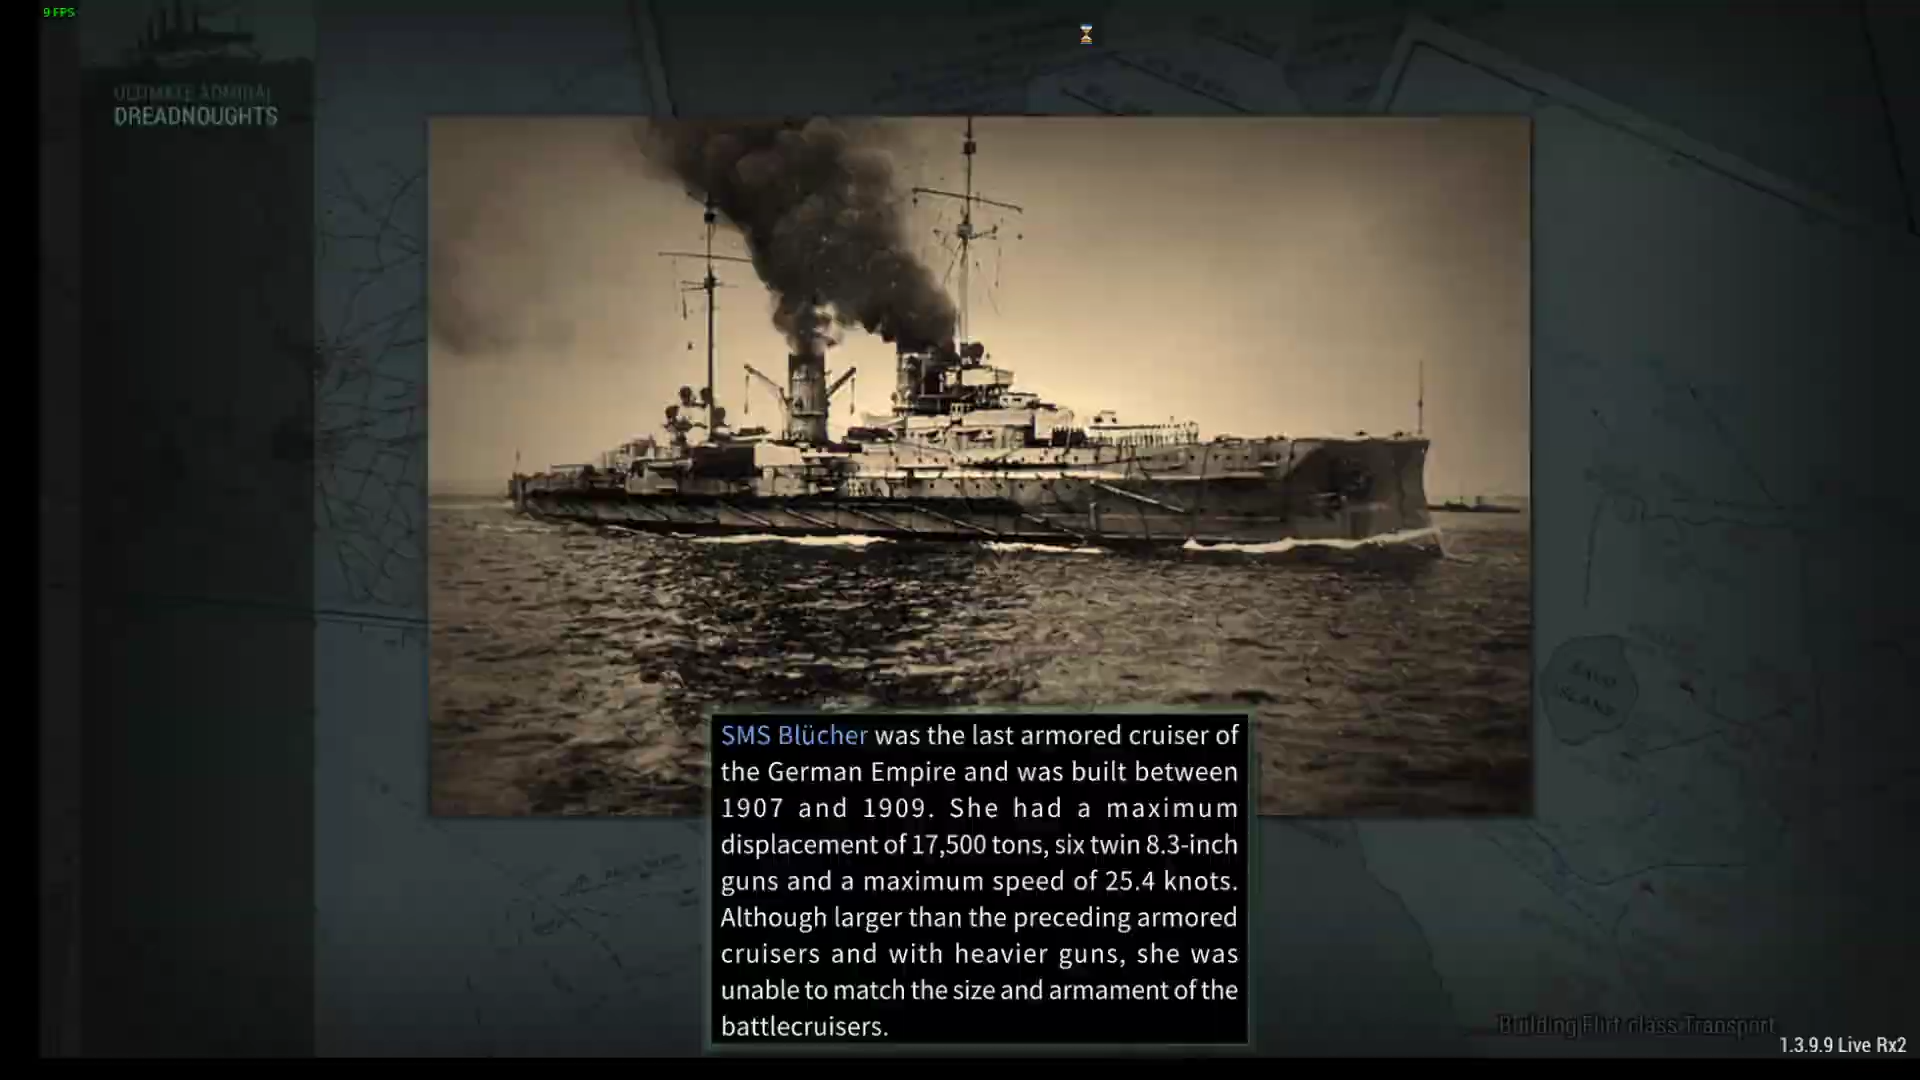 9 FPS
ULTIMATE ADMIRAL
DREADNOUGHTS
SMS Blücher was the last armored cruiser of
the German Empire and was built between
1907 and 1909. She had a maximum
displacement of 17,500 tons, six twin 8.3-inch
guns and a maximum speed of 25.4 knots.
Although larger than the preceding armored
cruisers and with heavier guns, she was
unable to match the size and armament of the
battlecruisers.
SAVO
ISLAND
Building Flirt class Transport
1.3.9.9 Live Rx2